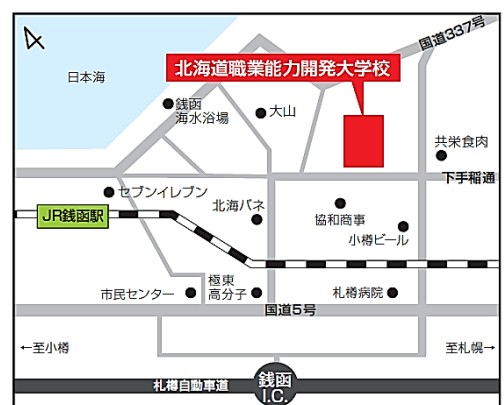 国道337号
北海道職業能力開発大学校
日本海
銭函
海水浴場
大山
共栄食肉
下手稲通
セブンイレブン
JR銭函駅
北海バネ
協和商事
小樽ビール
市民センター
極東
高分子
札樽病院
国道5号
←至小樽
至札幌→
札樽自動車道
銭函
I.C.